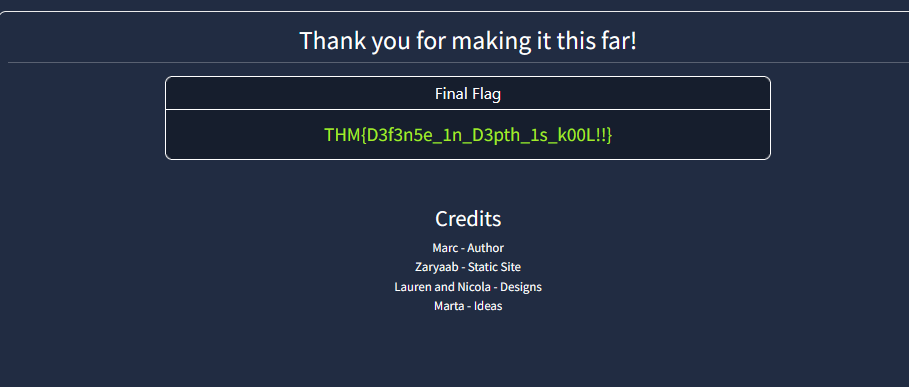 Thank you for making it this far!
Final Flag
THM{D3f3n5e_1n_D3pth_1s_k00L!!}
Credits
Marc - Author
Zaryaab - Static Site
Lauren and Nicola - Designs
Marta - Ideas